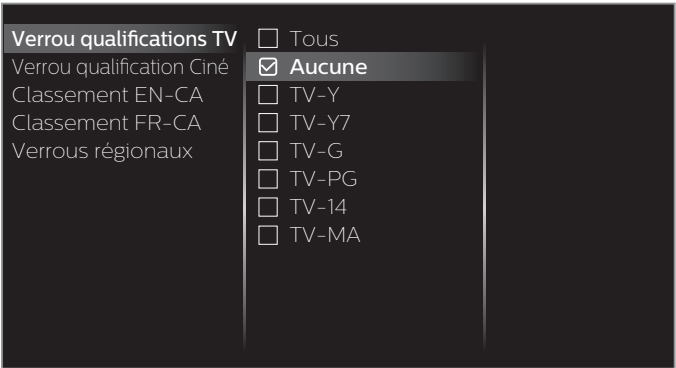 Verrou qualifications TV
Verrou qualification Ciné
Classement EN-CA
Classement FR-CA
Verrous régionaux
Tous
Aucune
TV-Y
TV-Y7
TV-G
TV-PG
TV-14
TV-MA